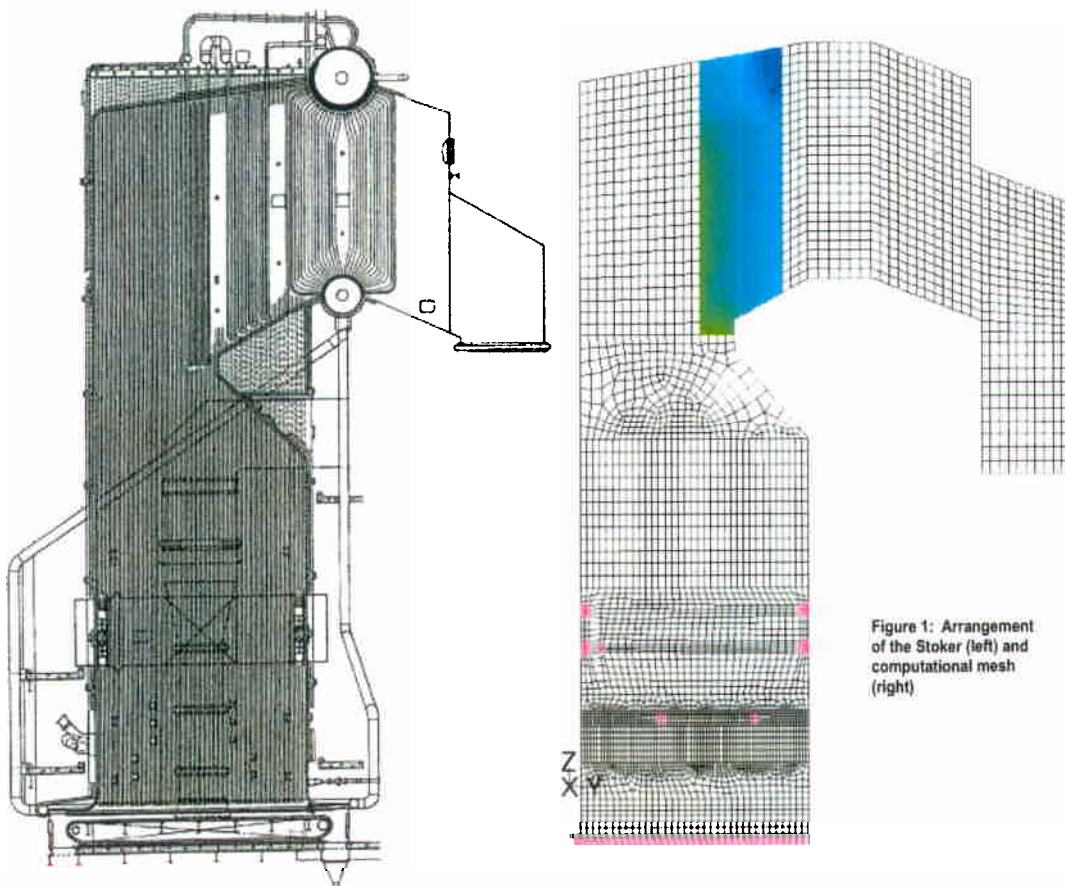 Figure 1: Arrangement
of the Stoker (left) and
computational mesh
(right)
Z
X Y